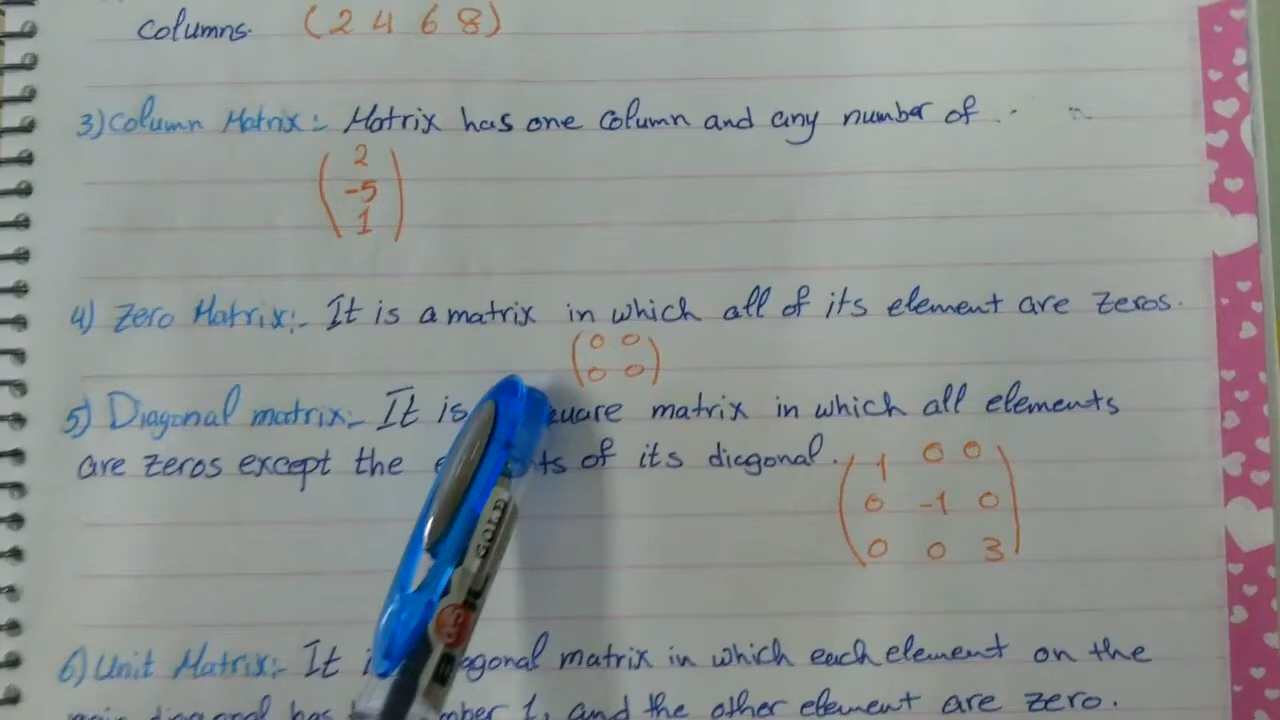 columns. (2 4 6 8)
3) Column Matrix:- Matrix has one column and any number of
2
-5
1
4) Zero Matrix:- It is a matrix in which all of its element are zeros.
0 0
0 0
5) Diagonal matrix:- It is matrix in which all elements
are zeros except the of its diagonal.
1 0 0
0 -1 0
0 0 3
GOLD
6) Unit Matrix:- It matrix in which each element on the
1, and the other element are zero.